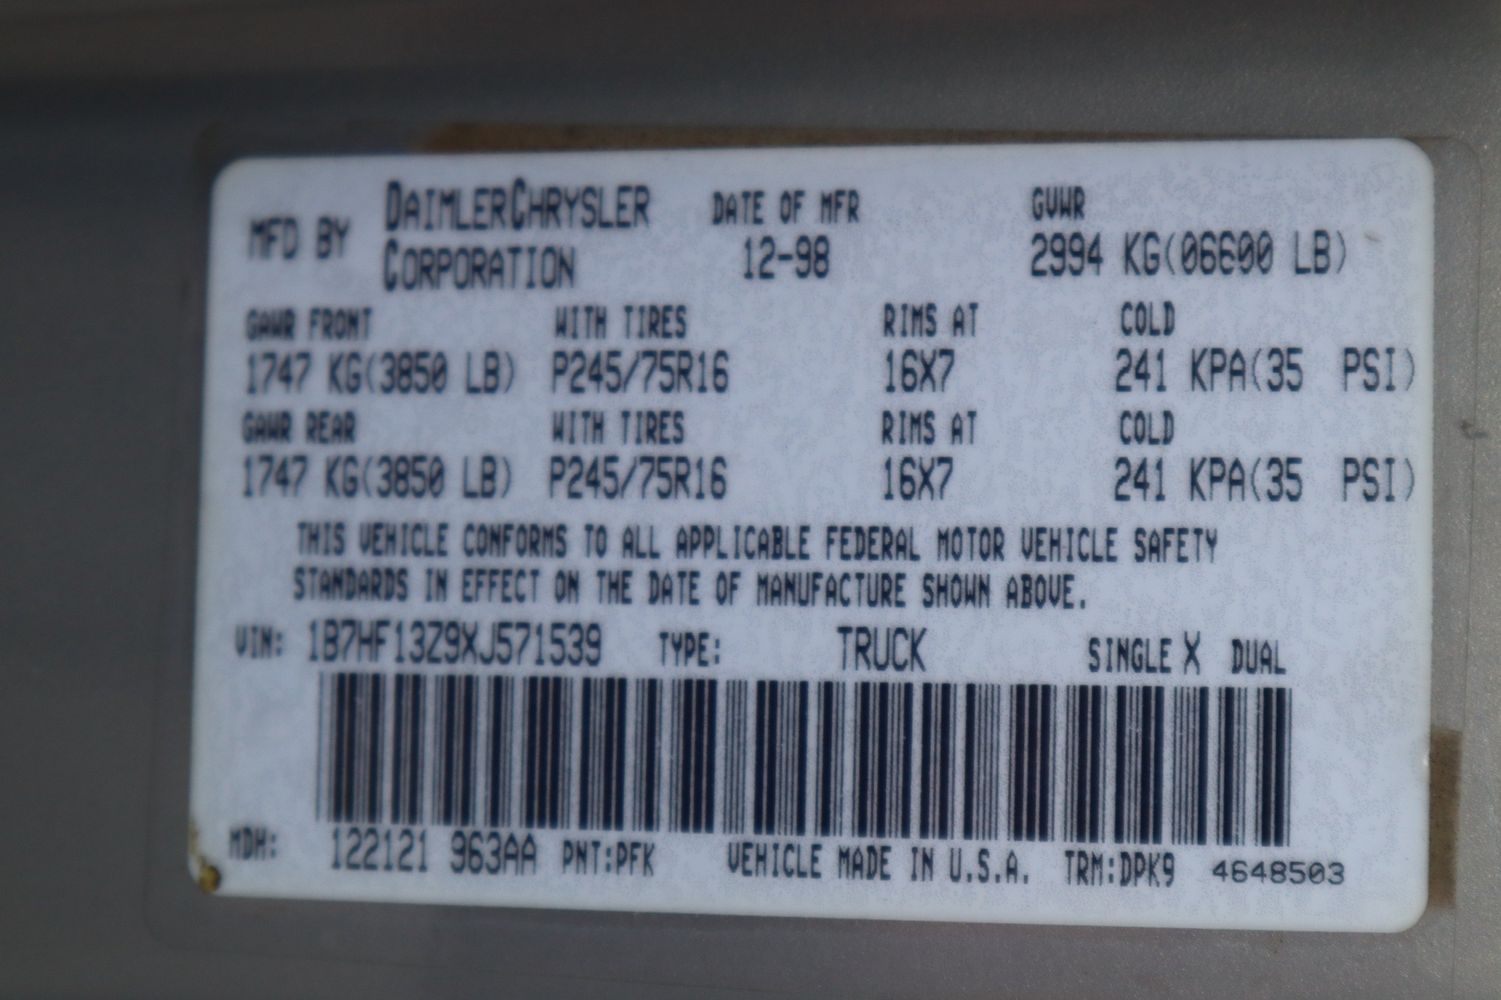 MFD BY DAIMLERCHRYSLER CORPORATION DATE OF MFR 12-98 GVWR 2994 KG(06600 LB)
GAWR FRONT WITH TIRES RIMS AT COLD
1747 KG(3850 LB) P245/75R16 16X7 241 KPA(35 PSI)
GAWR REAR WITH TIRES RIMS AT COLD
1747 KG(3850 LB) P245/75R16 16X7 241 KPA(35 PSI)
THIS VEHICLE CONFORMS TO ALL APPLICABLE FEDERAL MOTOR VEHICLE SAFETY
STANDARDS IN EFFECT ON THE DATE OF MANUFACTURE SHOWN ABOVE.
VIN: 1B7HF13Z9XJ571539 TYPE: TRUCK SINGLE X DUAL
MDH: 122121 963AA PNT:PFK VEHICLE MADE IN U.S.A. TRM:DPK9 4648503